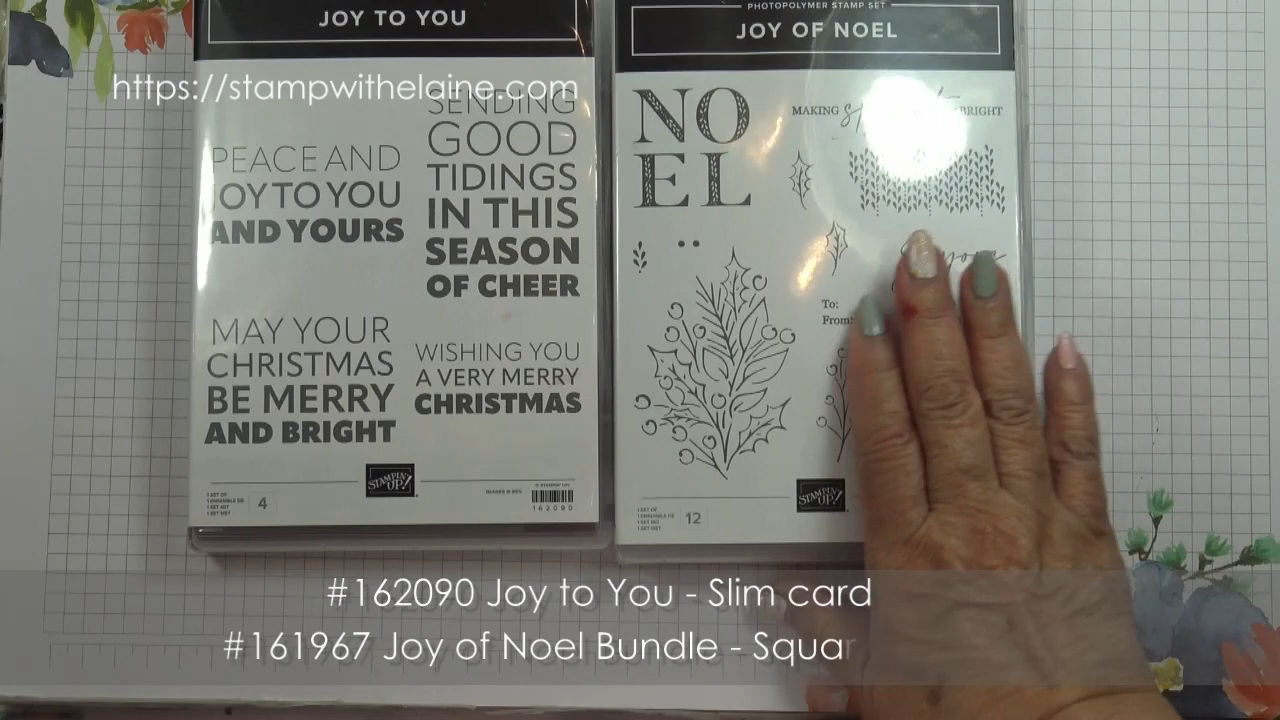 JOY TO YOU
https://stampwithelaine.com
PEACE AND
JOY TO YOU
AND YOURS
SENDING
GOOD
TIDINGS
IN THIS
SEASON
OF CHEER
MAY YOUR
CHRISTMAS
BE MERRY
AND BRIGHT
WISHING YOU
A VERY MERRY
CHRISTMAS
STAMPIN' UP!
4
162090
PHOTOPOLYMER STAMP SET
JOY OF NOEL
NO
EL
MAKING BRIGHT
To:
From:
STAMPIN' UP!
12
#162090 Joy to You - Slim card
#161967 Joy of Noel Bundle - Squar